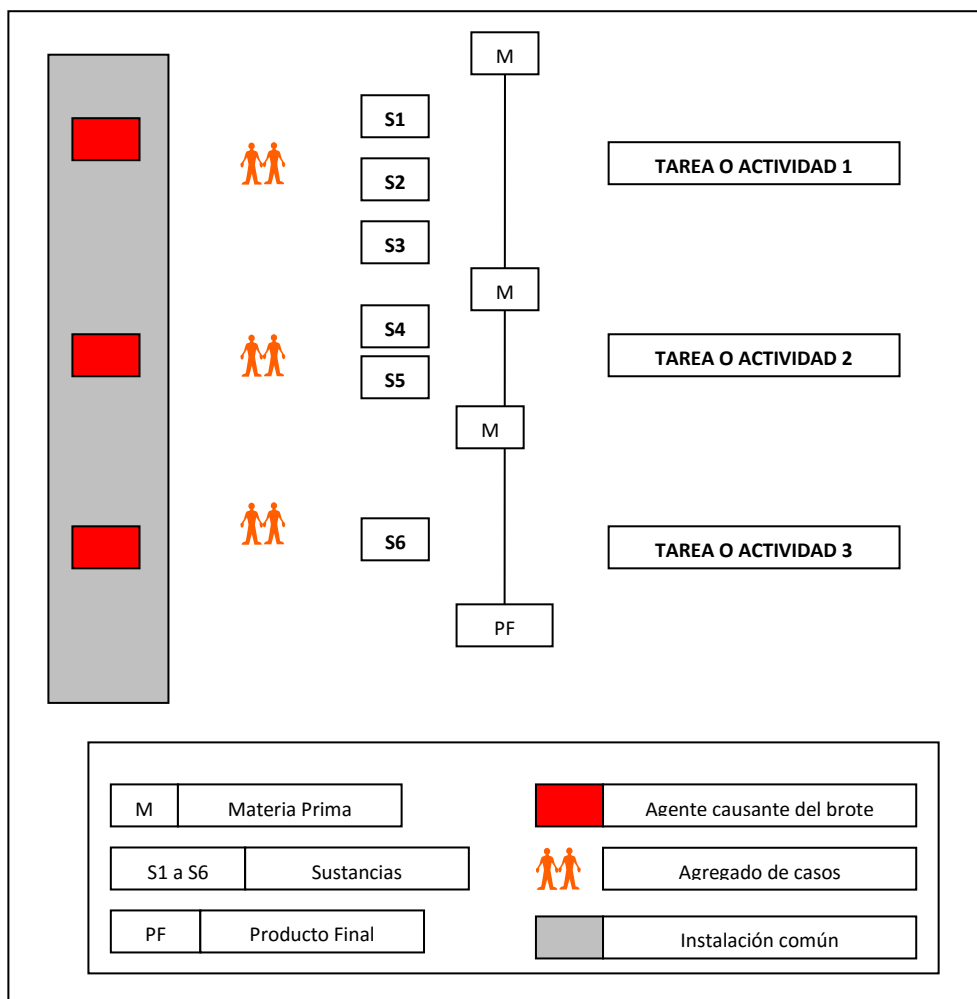 M
S1
TAREA O ACTIVIDAD 1
S2
S3
M
S4
TAREA O ACTIVIDAD 2
S5
M
S6
TAREA O ACTIVIDAD 3
PF
M Materia Prima
Agente causante del brote
S1 a S6 Sustancias
Agregado de casos
PF Producto Final
Instalación común